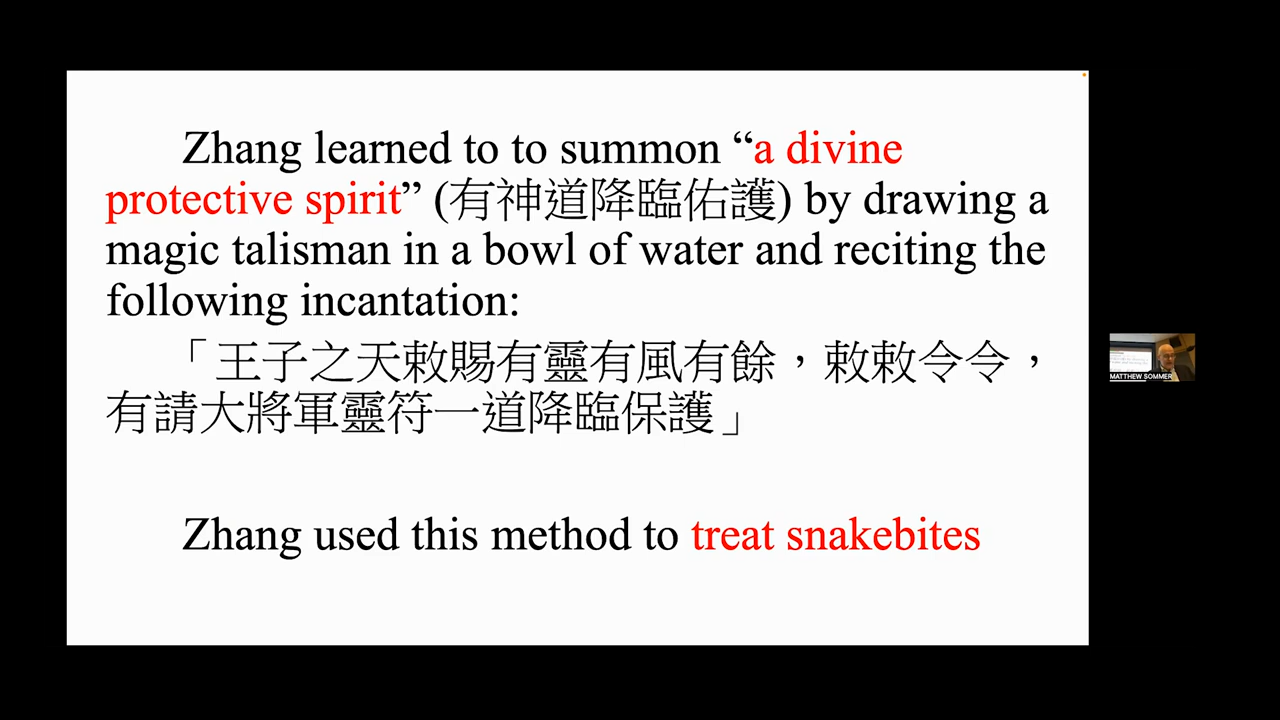 Zhang learned to to summon “a divine
protective spirit” (有神道降臨佑護) by drawing a
magic talisman in a bowl of water and reciting the
following incantation:
「王子之天敕賜有靈有風有餘，敕敕令令，
有請大將軍靈符一道降臨保護」
Zhang used this method to treat snakebites
MATTHEW SOMMER